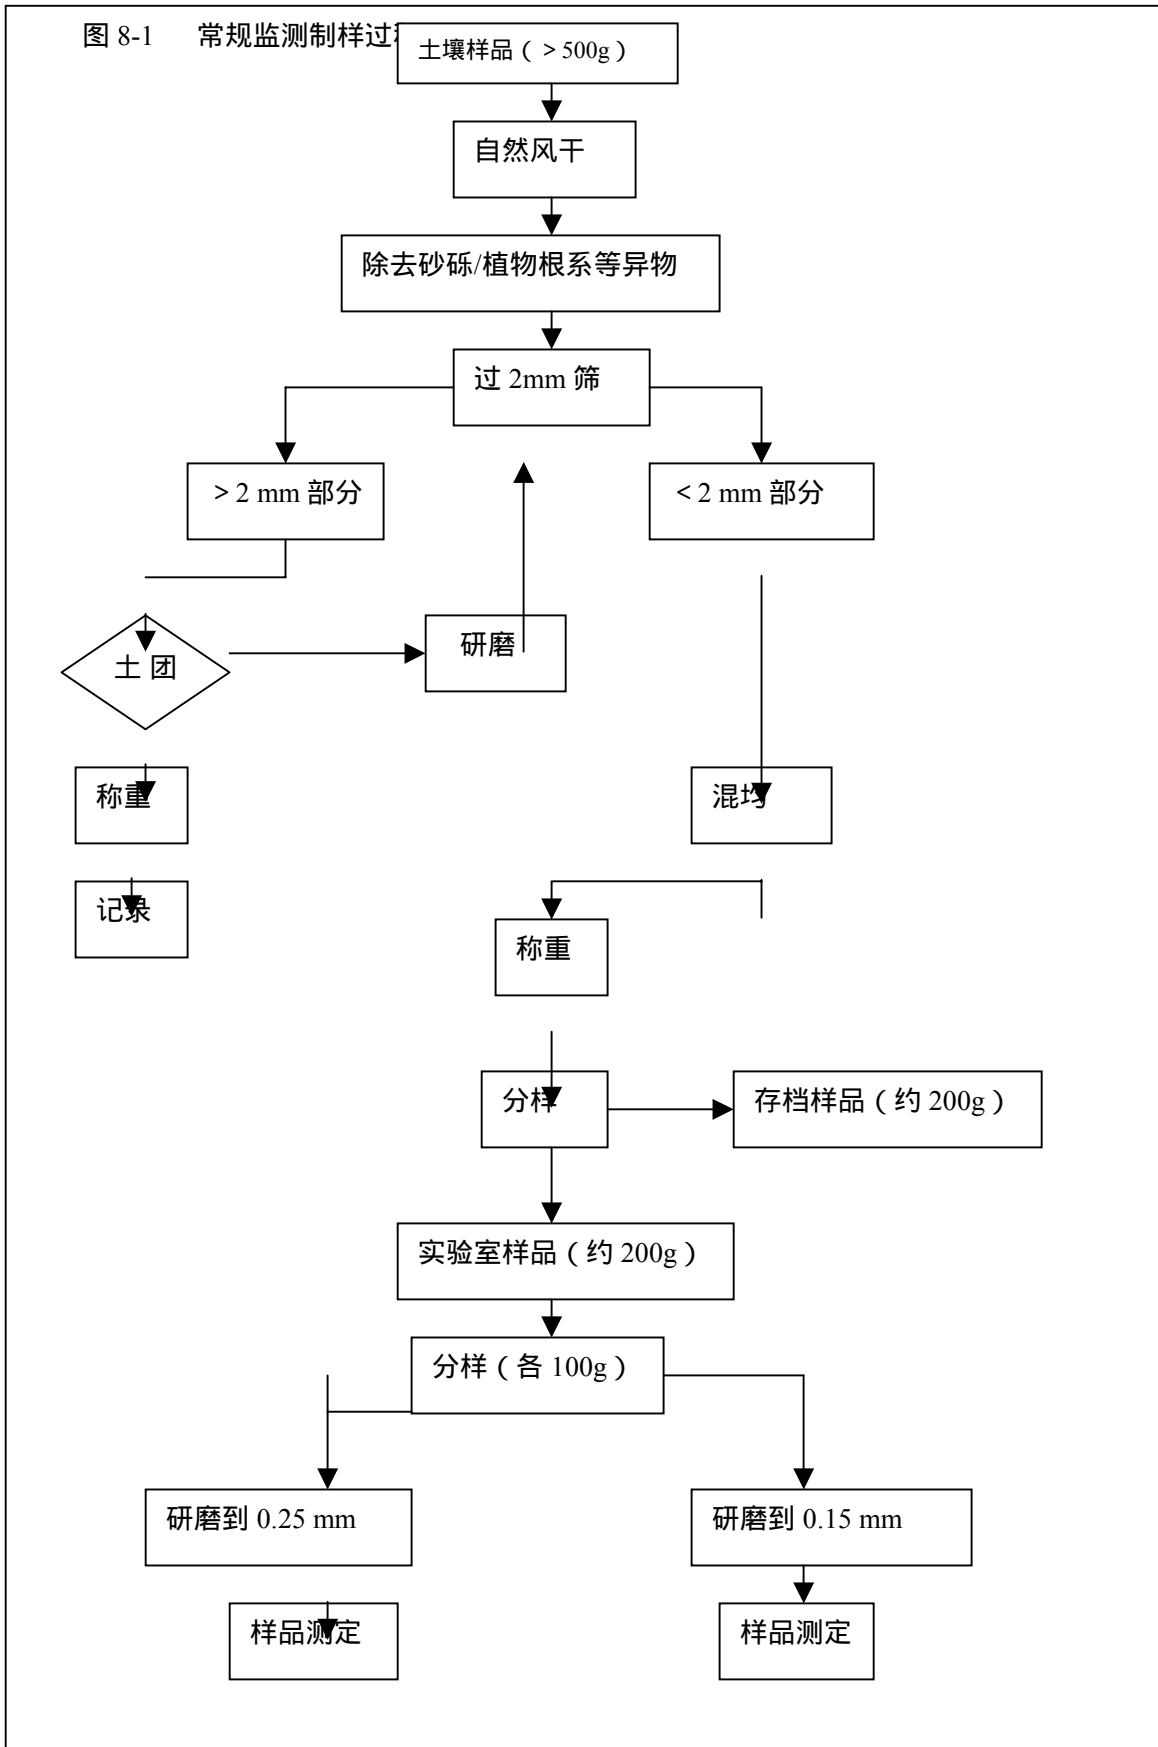 图 8-1 常规监测制样过
土壤样品（＞500g）
自然风干
除去砂砾/植物根系等异物
过 2mm 筛
＞2 mm 部分
＜2 mm 部分
土 团
研磨
称重
混均
记录
称重
分样
存档样品（约 200g）
实验室样品（约 200g）
分样（各 100g）
研磨到 0.25 mm
研磨到 0.15 mm
样品测定
样品测定